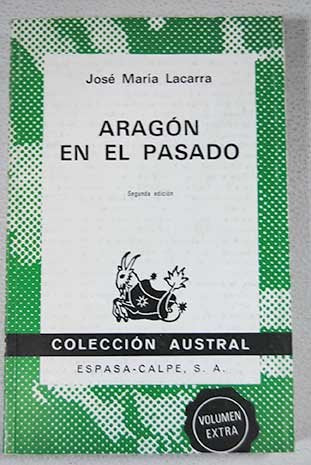 José María Lacarra
ARAGÓN
EN EL PASADO
Segunda edición
COLECCIÓN AUSTRAL
ESPASA-CALPE, S. A.
VOLUMEN
EXTRA